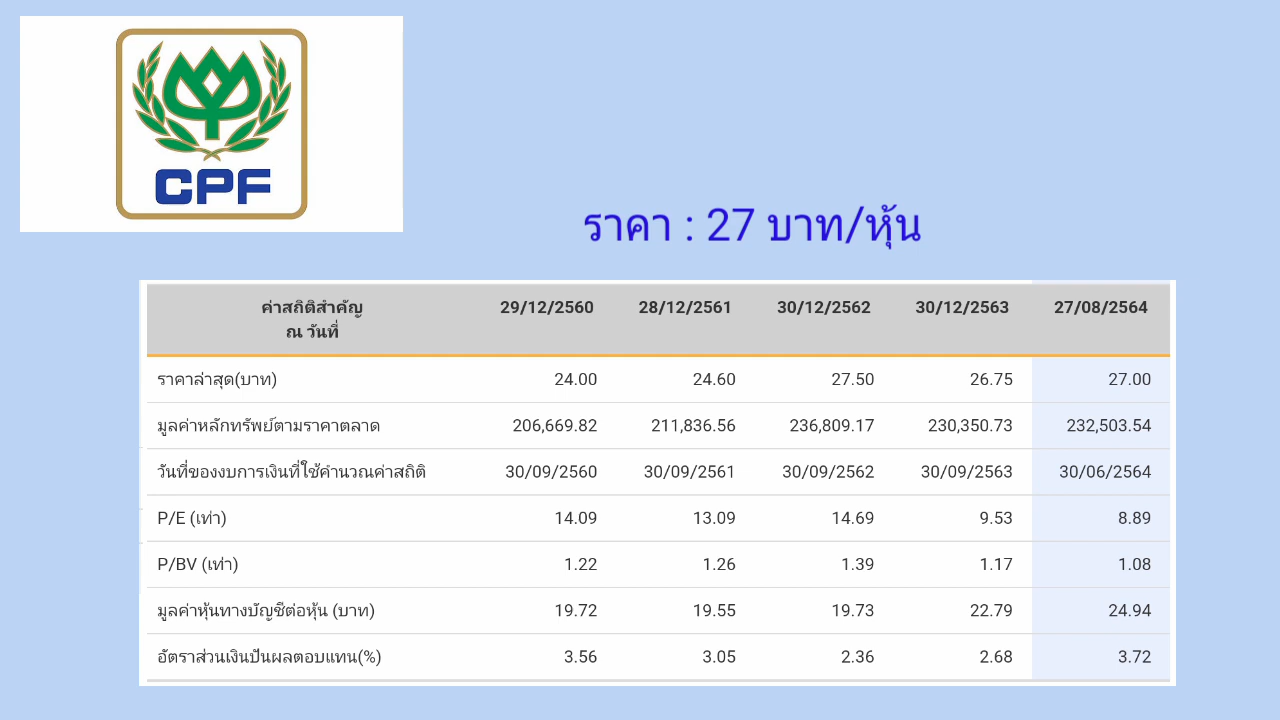 CPF
ราคา : 27 บาท/หุ้น
ค่าสถิติสำคัญ ณ วันที่ 29/12/2560 28/12/2561 30/12/2562 30/12/2563 27/08/2564
ราคาล่าสุด(บาท) 24.00 24.60 27.50 26.75 27.00
มูลค่าหลักทรัพย์ตามราคาตลาด 206,669.82 211,836.56 236,809.17 230,350.73 232,503.54
วันที่ของงบการเงินที่ใช้คำนวณค่าสถิติ 30/09/2560 30/09/2561 30/09/2562 30/09/2563 30/06/2564
P/E (เท่า) 14.09 13.09 14.69 9.53 8.89
P/BV (เท่า) 1.22 1.26 1.39 1.17 1.08
มูลค่าหุ้นทางบัญชีต่อหุ้น (บาท) 19.72 19.55 19.73 22.79 24.94
อัตราส่วนเงินปันผลตอบแทน(%) 3.56 3.05 2.36 2.68 3.72